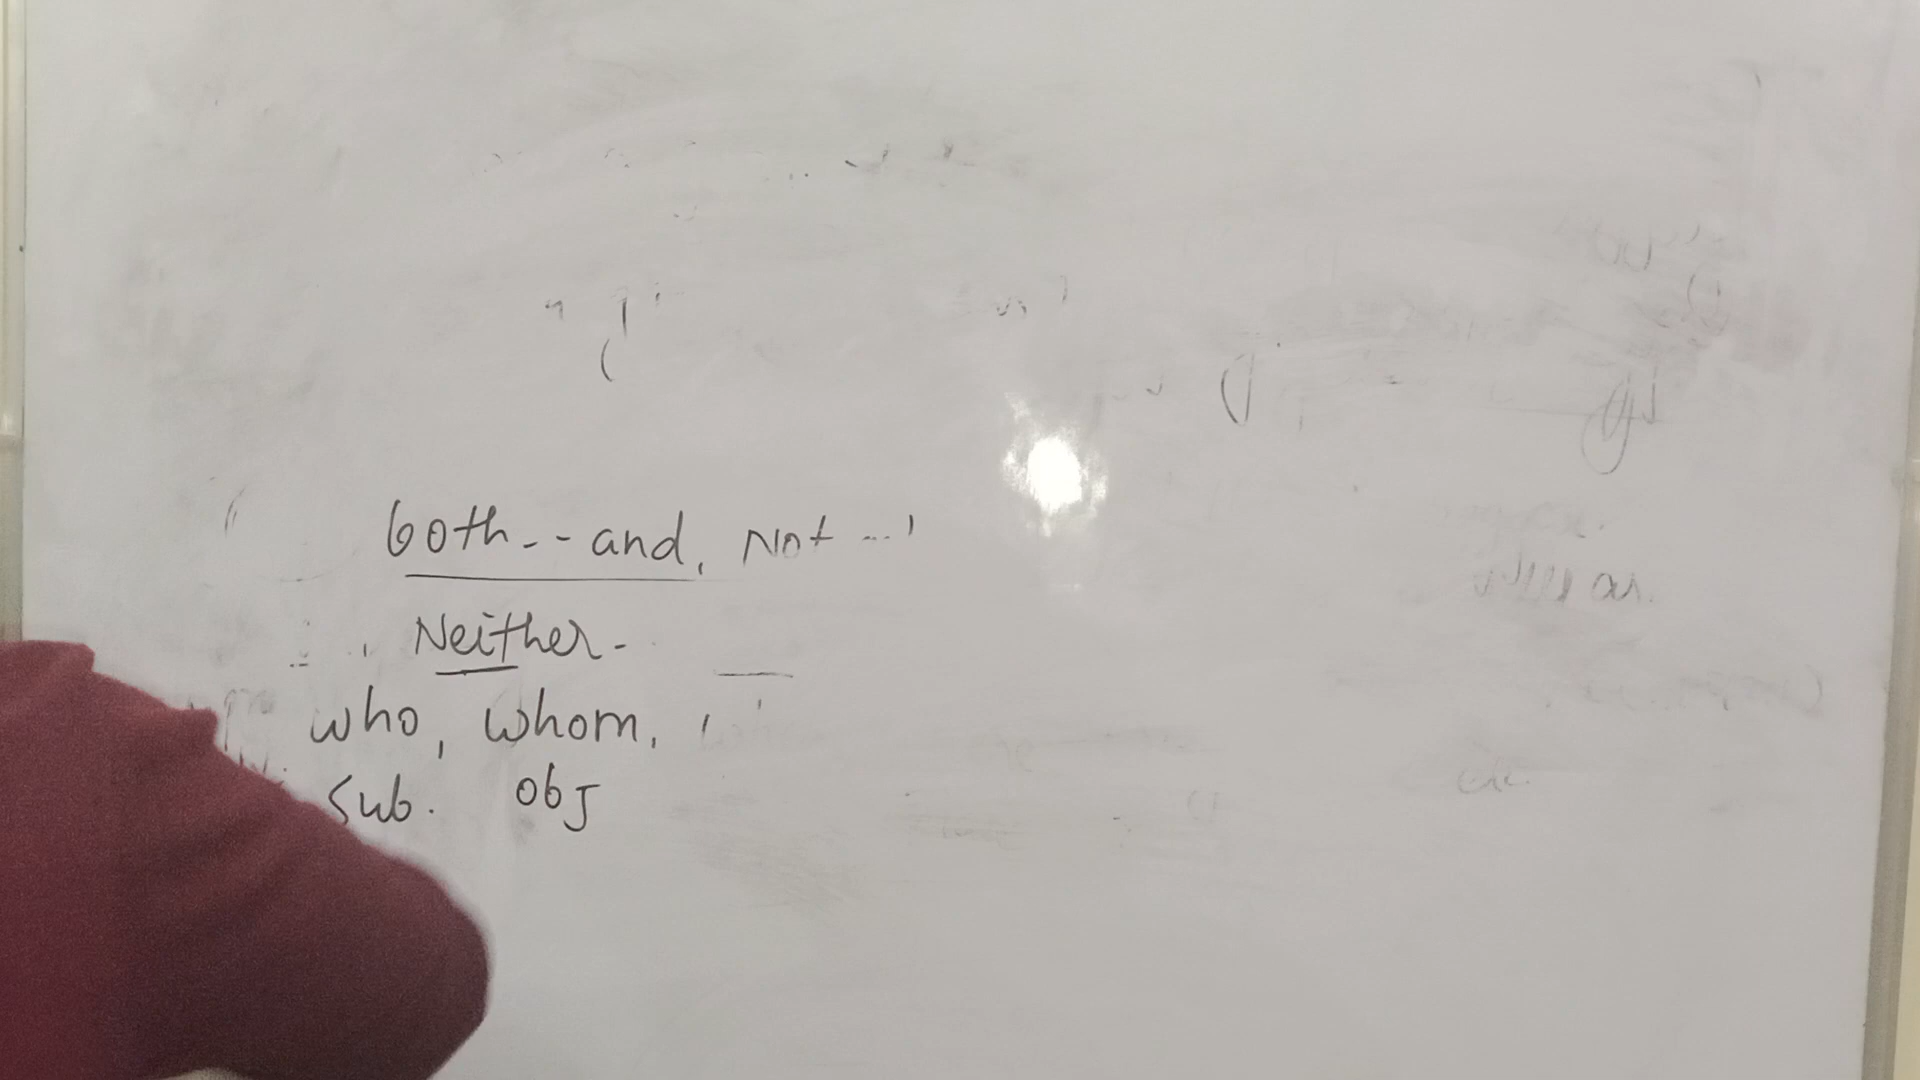 both -- and, Not ...
Neither -
who, whom,
Sub. obj